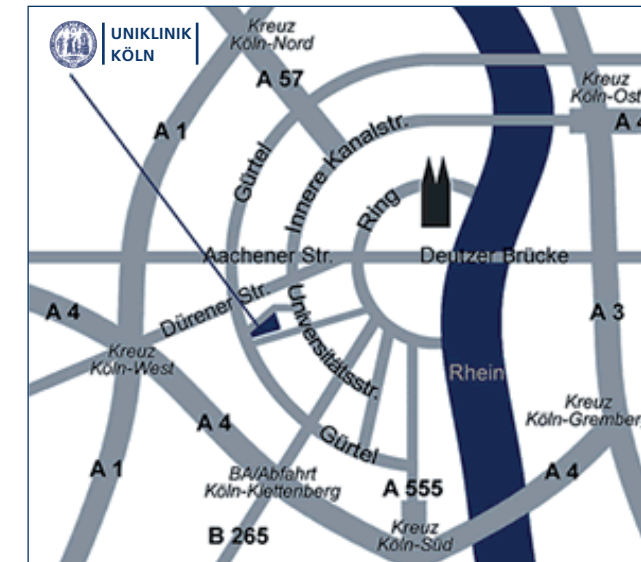 UNIKLINIK
KÖLN
Kreuz
Köln-Nord
A 57
Kreuz
Köln-Ost
A 4
A 1
Gürtel
Innere Kanalstr.
Ring
Aachener Str.
Deutzer Brücke
Dürener Str.
Universitätsstr.
A 4
A 3
Kreuz
Köln-West
Rhein
Kreuz
Köln-Gremberg
A 4
Gürtel
A 1
BA/Abfahrt
Köln-Klettenberg
A 555
A 4
B 265
Kreuz
Köln-Süd